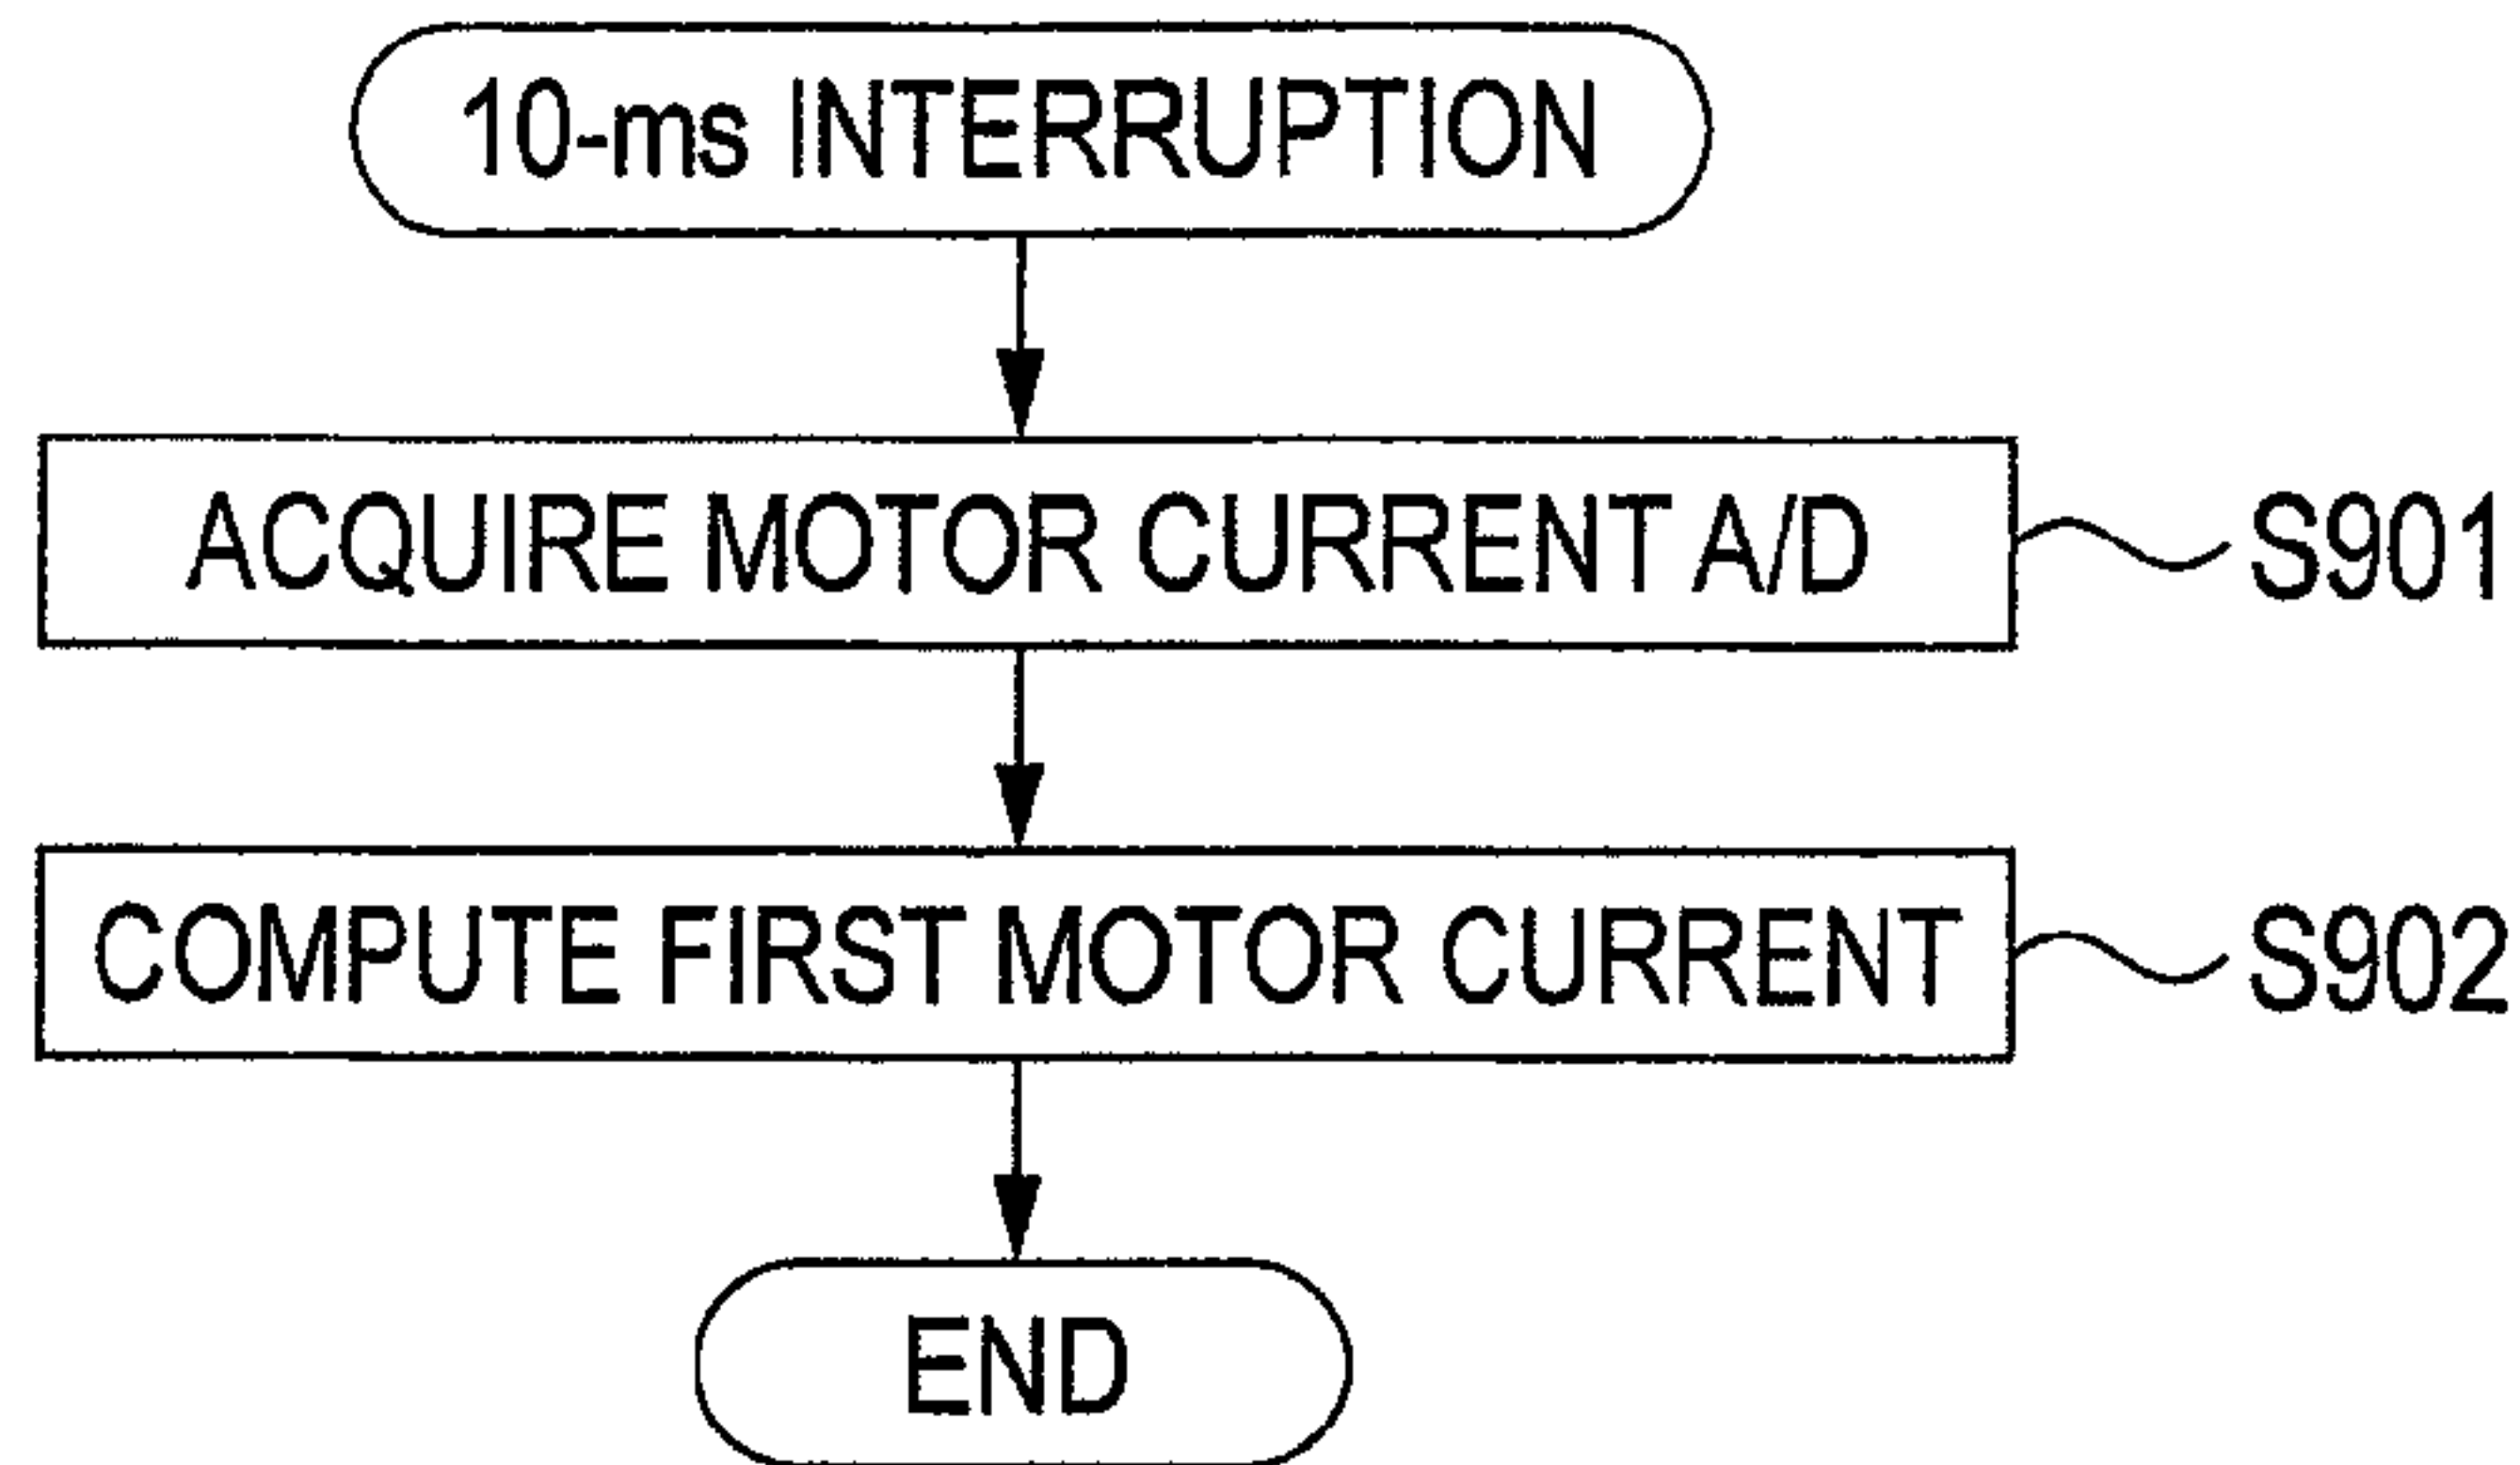 10-ms INTERRUPTION
ACQUIRE MOTOR CURRENT A/D
S901
COMPUTE FIRST MOTOR CURRENT
S902
END